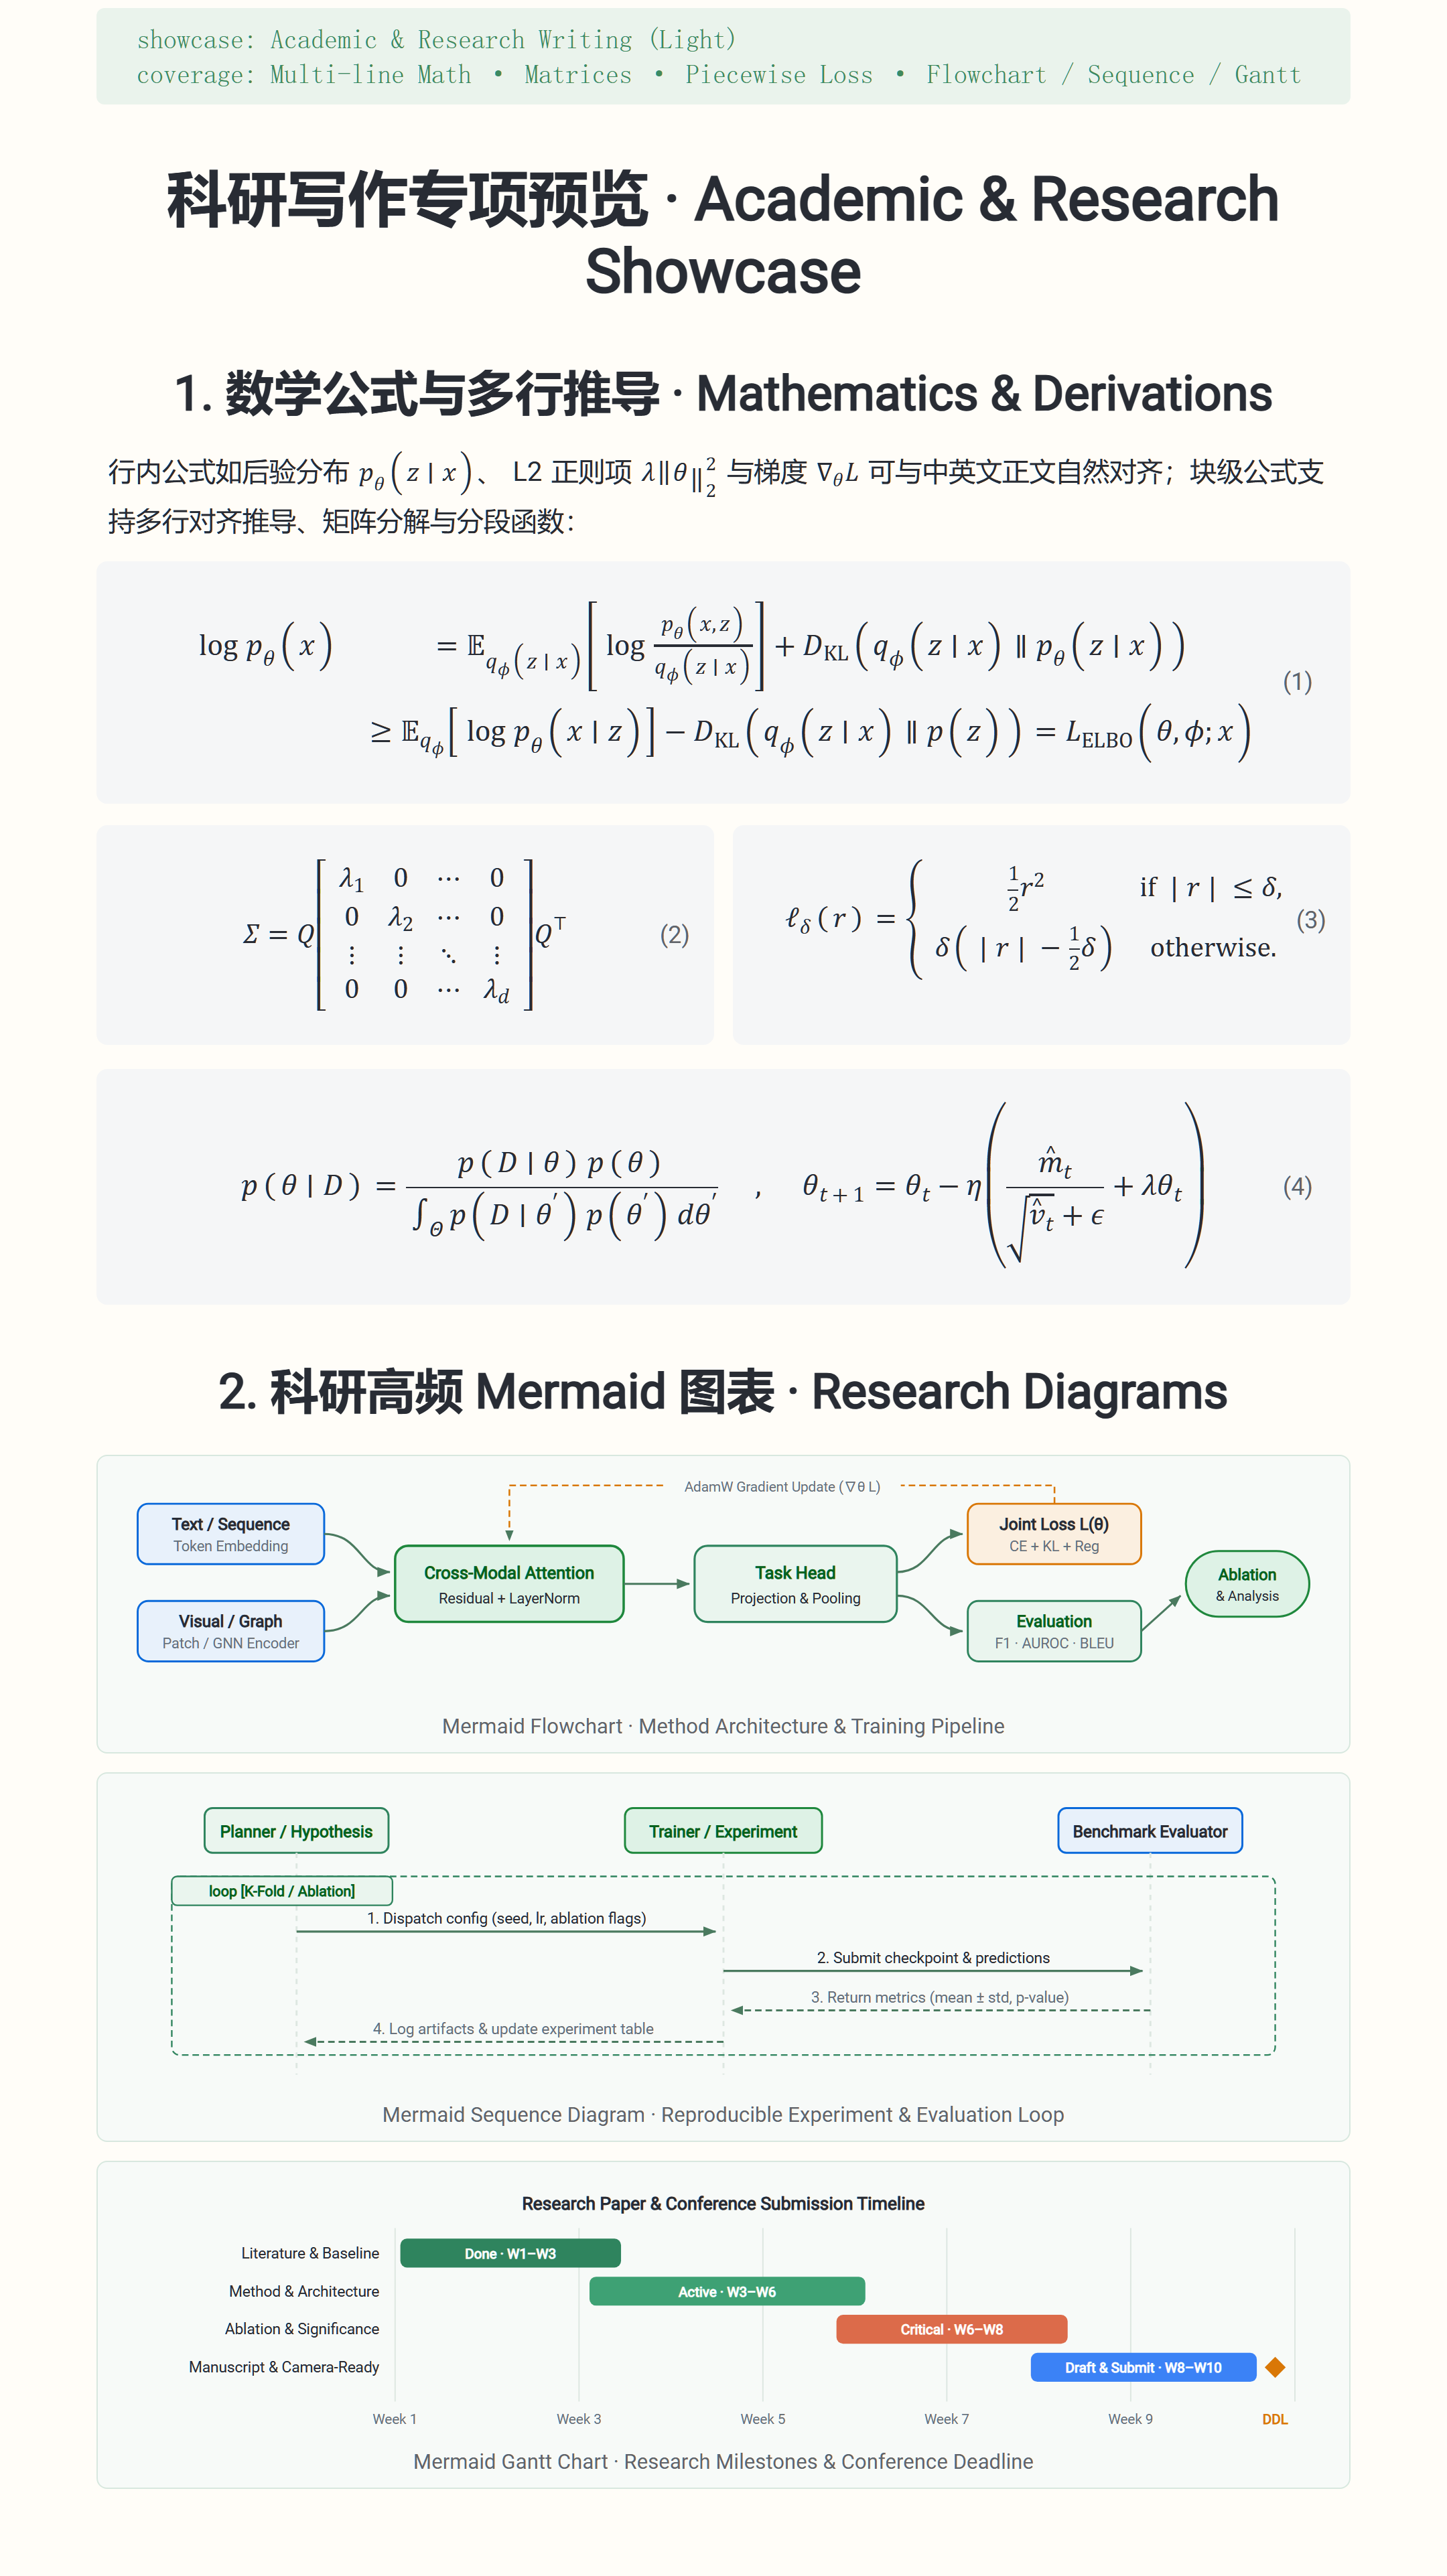 showcase: Academic & Research Writing (Light)
coverage: Multi-line Math • Matrices • Piecewise Loss • Flowchart / Sequence / Gantt
科研写作专项预览 · Academic & Research
Showcase
1. 数学公式与多行推导 · Mathematics & Derivations
行内公式如后验分布 p_θ(z | x)、 L2 正则项 λ‖θ‖₂² 与梯度 ∇_θL 可与中英文正文自然对齐；块级公式支
持多行对齐推导、矩阵分解与分段函数：
log p_θ(x) = 𝔼_{q_ϕ(z | x)}[log p_θ(x,z) / q_ϕ(z | x)] + D_KL(q_ϕ(z | x) ‖ p_θ(z | x)) (1)
≥ 𝔼_{q_ϕ}[log p_θ(x | z)] − D_KL(q_ϕ(z | x) ‖ p(z)) = L_ELBO(θ, ϕ; x)
Σ = Q[
λ₁ 0 ⋯ 0
0 λ₂ ⋯ 0
⋮ ⋮ ⋱ ⋮
0 0 ⋯ λ_d
]Q^⊤ (2)
ℓ_δ(r) = {
½r² if | r | ≤ δ,
δ(| r | − ½δ) otherwise. (3)
p(θ | D) = p(D | θ) p(θ) / ∫_Θ p(D | θ′) p(θ′) dθ′ , θ_{t+1} = θ_t − η(m̂_t / (√v̂_t + ϵ) + λθ_t) (4)
2. 科研高频 Mermaid 图表 · Research Diagrams
AdamW Gradient Update (∇θ L)
Text / Sequence
Token Embedding
Visual / Graph
Patch / GNN Encoder
Cross-Modal Attention
Residual + LayerNorm
Task Head
Projection & Pooling
Joint Loss L(θ)
CE + KL + Reg
Evaluation
F1 · AUROC · BLEU
Ablation
& Analysis
Mermaid Flowchart · Method Architecture & Training Pipeline
Planner / Hypothesis
Trainer / Experiment
Benchmark Evaluator
loop [K-Fold / Ablation]
1. Dispatch config (seed, lr, ablation flags)
2. Submit checkpoint & predictions
3. Return metrics (mean ± std, p-value)
4. Log artifacts & update experiment table
Mermaid Sequence Diagram · Reproducible Experiment & Evaluation Loop
Research Paper & Conference Submission Timeline
Literature & Baseline
Done · W1–W3
Method & Architecture
Active · W3–W6
Ablation & Significance
Critical · W6–W8
Manuscript & Camera-Ready
Draft & Submit · W8–W10
Week 1 Week 3 Week 5 Week 7 Week 9 DDL
Mermaid Gantt Chart · Research Milestones & Conference Deadline